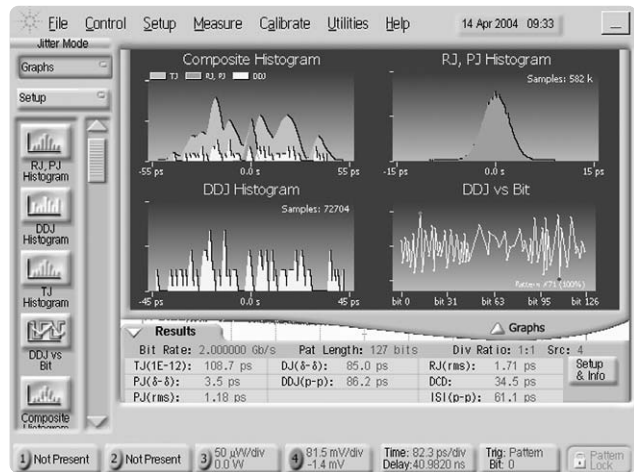 File Control Setup Measure Calibrate Utilities Help 14 Apr 2004 09:33
Jitter Mode
Graphs
Setup
RJ, PJ
Histogram
DDJ
Histogram
TJ
Histogram
DDJ vs
Bit
Composite
Histogram
Composite Histogram
TJ RJ, PJ DDJ
-55 ps 0.0 s 55 ps
RJ, PJ Histogram
Samples: 582 k
-15 ps 0.0 s 15 ps
DDJ Histogram
Samples: 72704
-45 ps 0.0 s 45 ps
DDJ vs Bit
Pattern #71 (100%)
bit 0 bit 31 bit 63 bit 95 bit 126
Results
Graphs
Bit Rate: 2.000000 Gb/s Pat Length: 127 bits Div Ratio: 1:1 Src: 4
TJ(1E-12): 108.7 ps DJ(δ-δ): 85.0 ps RJ(rms): 1.71 ps
PJ(δ-δ): 3.5 ps DDJ(p-p): 86.2 ps DCD: 34.5 ps
PJ(rms): 1.18 ps ISI(p-p): 61.1 ps
Setup
& Info
1 Not Present
2 Not Present
3 50 µW/div
0.0 W
4 81.5 mV/div
-1.4 mV
Time: 82.3 ps/div
Delay: 40.9820 ns
Trig: Pattern
Bit: 0
Pattern
Lock